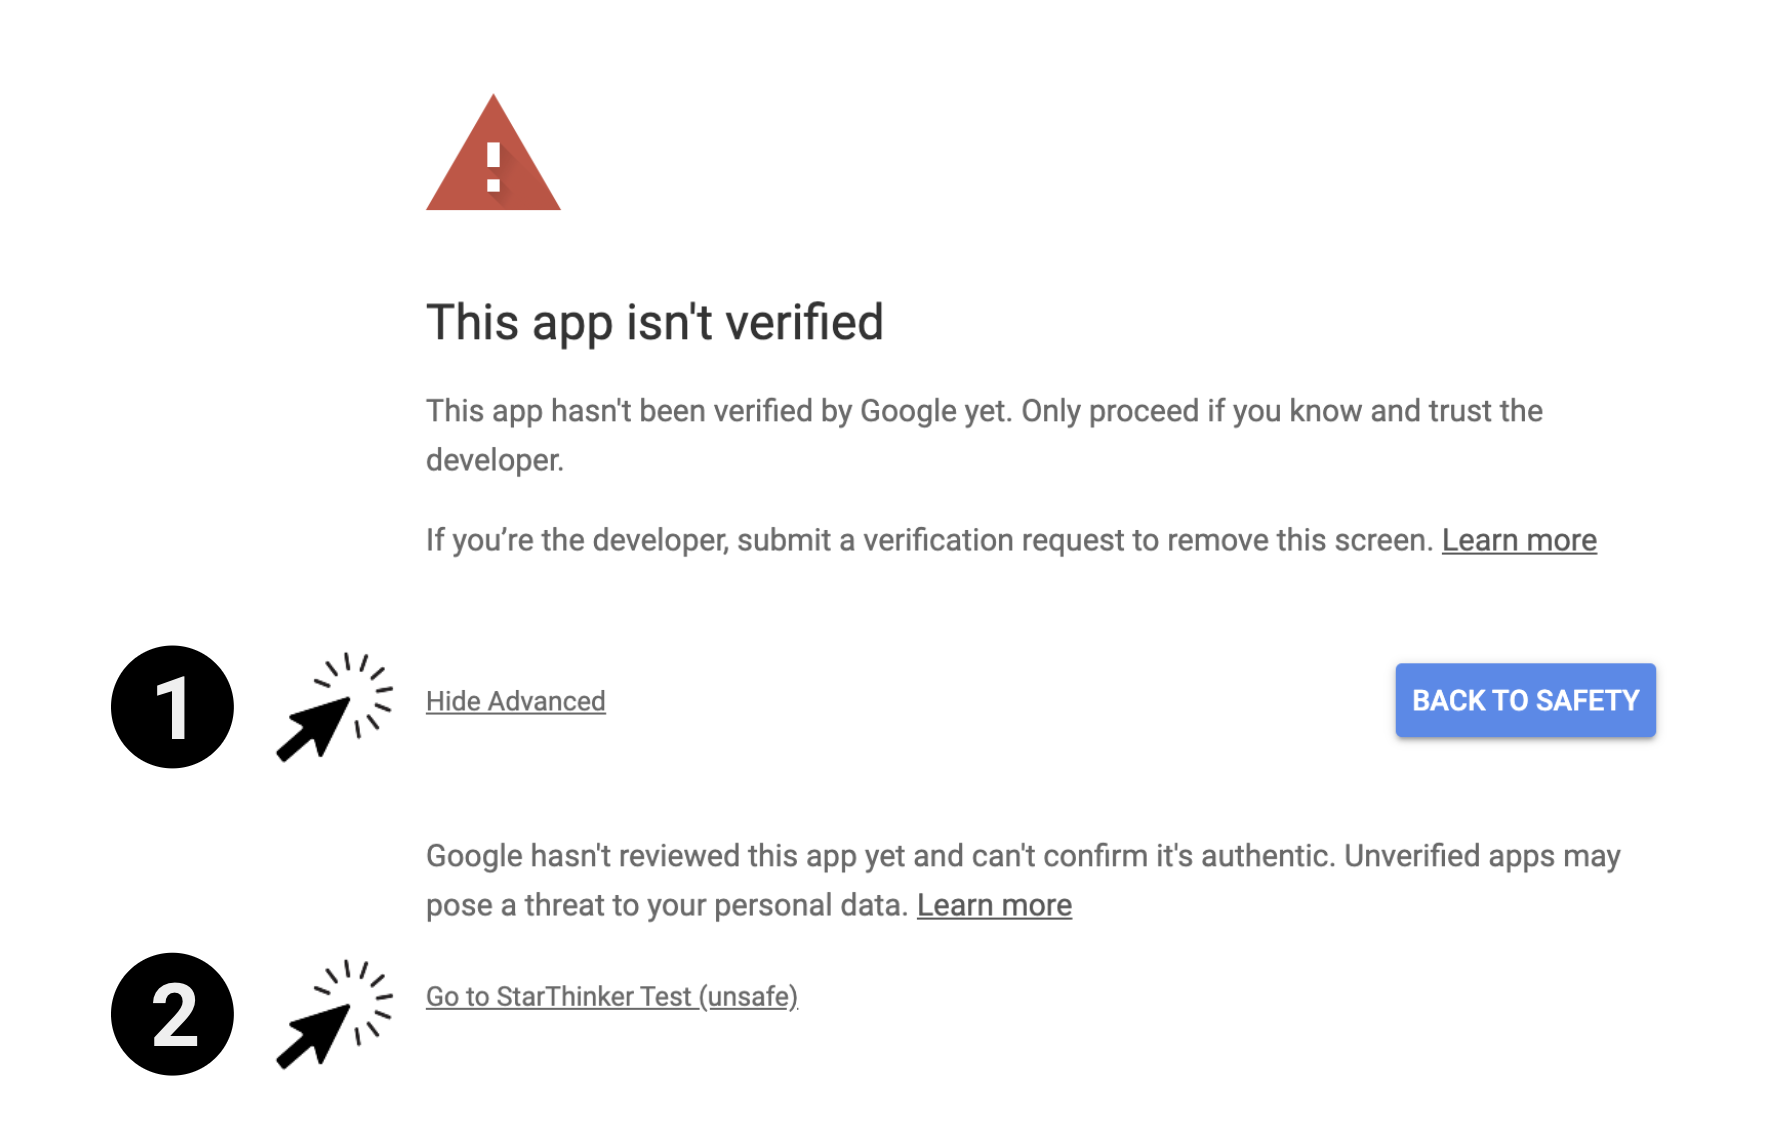 This app isn't verified
This app hasn't been verified by Google yet. Only proceed if you know and trust the
developer.
If you’re the developer, submit a verification request to remove this screen. Learn more
1
Hide Advanced
BACK TO SAFETY
Google hasn't reviewed this app yet and can't confirm it's authentic. Unverified apps may
pose a threat to your personal data. Learn more
2
Go to StarThinker Test (unsafe)